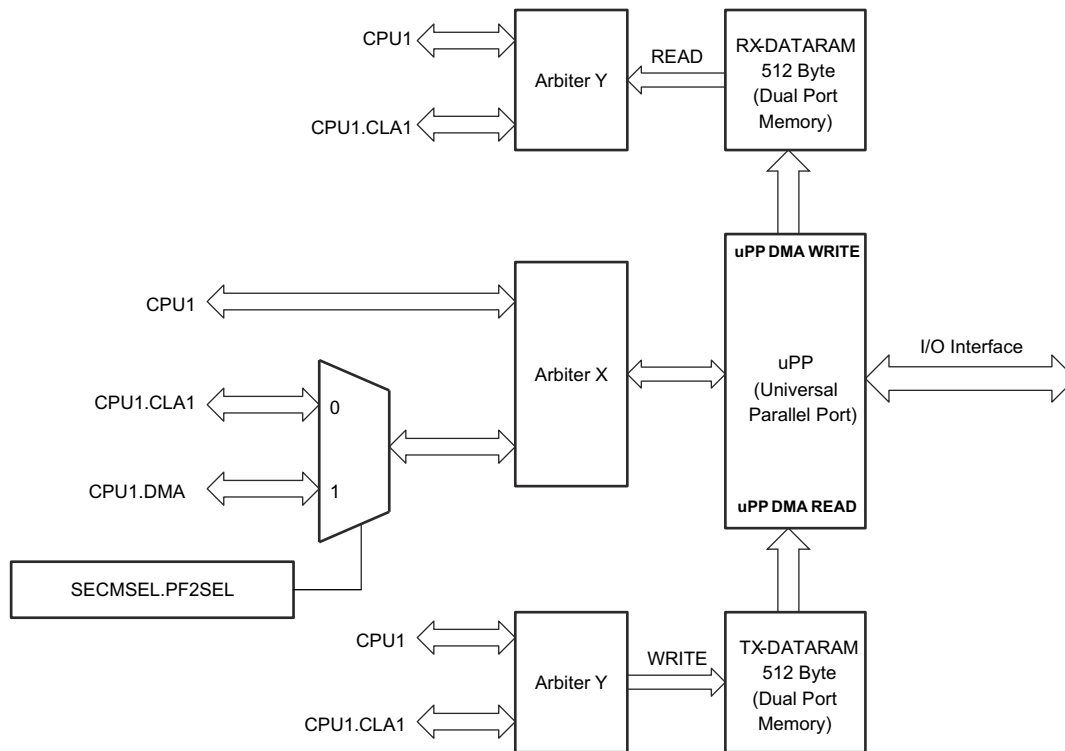 CPU1
CPU1.CLA1
Arbiter Y
READ
RX-DATARAM
512 Byte
(Dual Port
Memory)
CPU1
CPU1.CLA1
0
CPU1.DMA
1
SECMSEL.PF2SEL
Arbiter X
uPP DMA WRITE
uPP
(Universal
Parallel Port)
uPP DMA READ
I/O Interface
CPU1
CPU1.CLA1
Arbiter Y
WRITE
TX-DATARAM
512 Byte
(Dual Port
Memory)